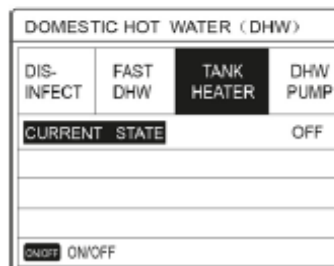 DOMESTIC HOT WATER (DHW)
DIS-
INFECT
FAST
DHW
TANK
HEATER
DHW
PUMP
CURRENT STATE OFF
ON/OFF ON/OFF